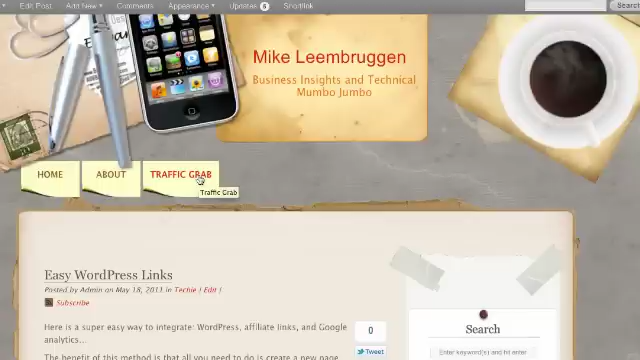 Edit Post Add New Comments Appearance Updates 6 Shortlink Search
Mike Leembruggen
Business Insights and Technical
Mumbo Jumbo
HOME ABOUT TRAFFIC GRAB
Traffic Grab
Easy WordPress Links
Posted by Admin on May 18, 2011 in Techie | Edit |
Subscribe
Here is a super easy way to integrate: WordPress, affiliate links, and Google
analytics...
The benefit of this method is that all you need to do is create a new page
0
Tweet
Search
Enter keyword(s) and hit enter